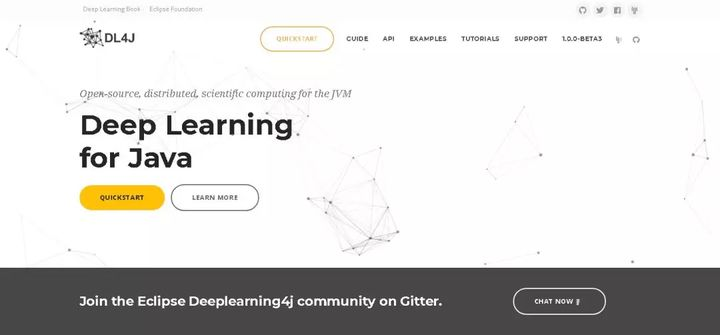 Deep Learning Book
Eclipse Foundation
DL4J
QUICKSTART
GUIDE
API
EXAMPLES
TUTORIALS
SUPPORT
1.0.0-BETA3
Open-source, distributed, scientific computing for the JVM
Deep Learning
for Java
QUICKSTART
LEARN MORE
Join the Eclipse Deeplearning4j community on Gitter.
CHAT NOW